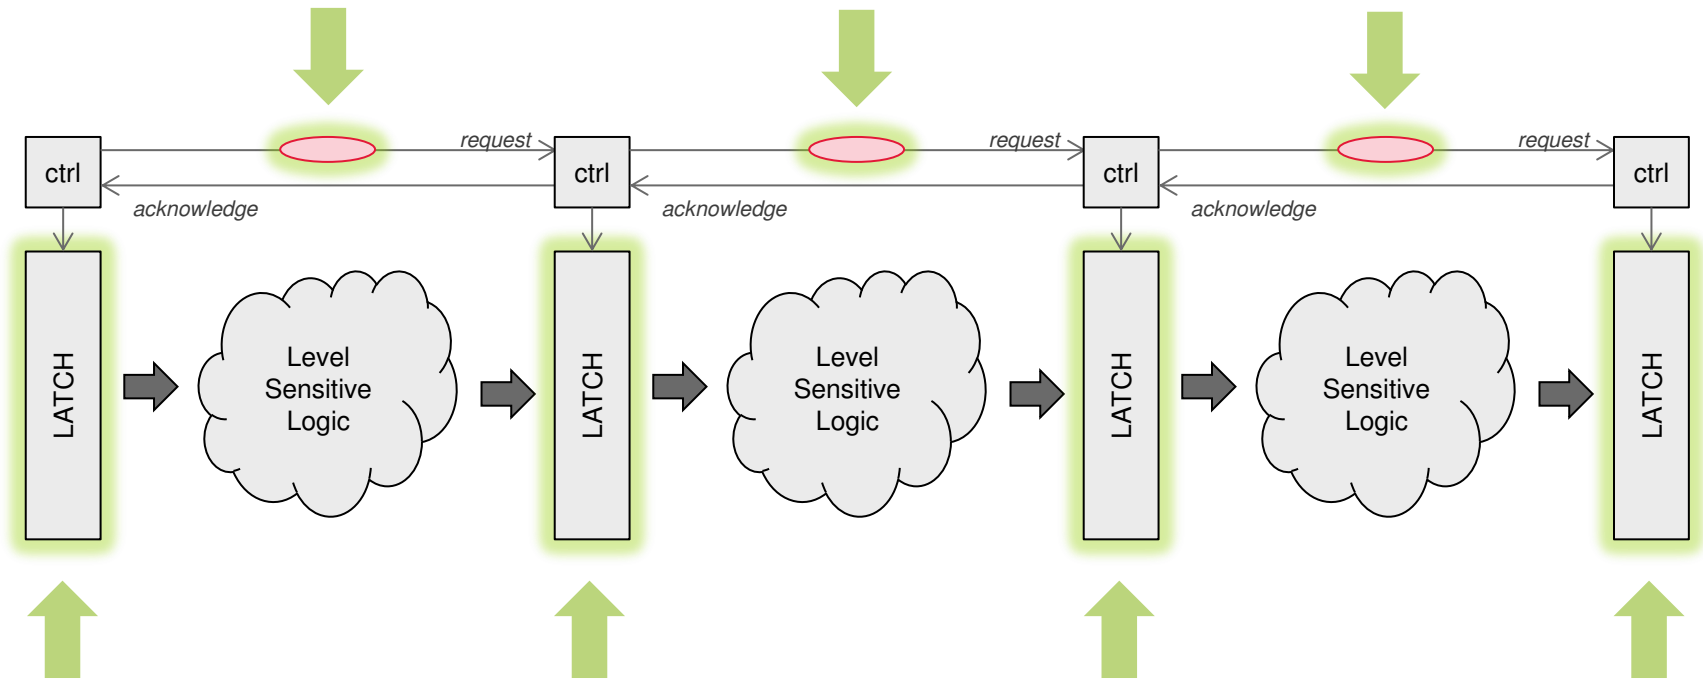 request
request
request
ctrl
ctrl
ctrl
ctrl
acknowledge
acknowledge
acknowledge
LATCH
Level
Sensitive
Logic
LATCH
Level
Sensitive
Logic
LATCH
Level
Sensitive
Logic
LATCH